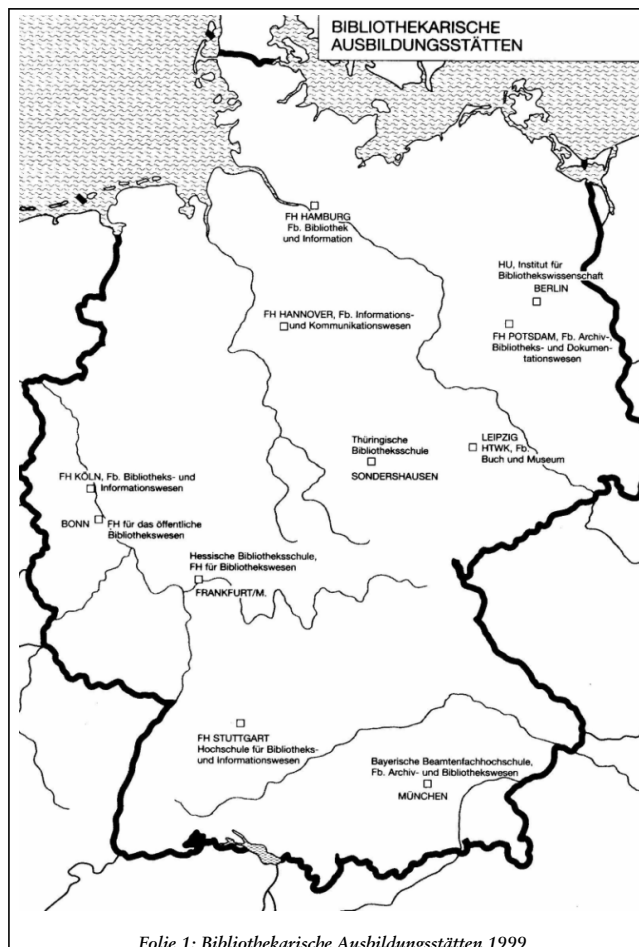 BIBLIOTHEKARISCHE
AUSBILDUNGSSTÄTTEN
FH HAMBURG
Fb. Bibliothek
und Information
HU, Institut für
Bibliothekswissenschaft
BERLIN
FH HANNOVER, Fb. Informations-
und Kommunikationswesen
FH POTSDAM, Fb. Archiv-,
Bibliotheks- und Dokumen-
tationswesen
Thüringische
Bibliotheksschule
SONDERSHAUSEN
LEIPZIG
HTWK, Fb.
Buch und Museum
FH KÖLN, Fb. Bibliotheks- und
Informationswesen
BONN
FH für das öffentliche
Bibliothekswesen
Hessische Bibliotheksschule,
FH für Bibliothekswesen
FRANKFURT/M.
FH STUTTGART
Hochschule für Bibliotheks-
und Informationswesen
Bayerische Beamtenfachhochschule,
Fb. Archiv- und Bibliothekswesen
MÜNCHEN
Folie 1: Bibliothekarische Ausbildungsstätten 1999